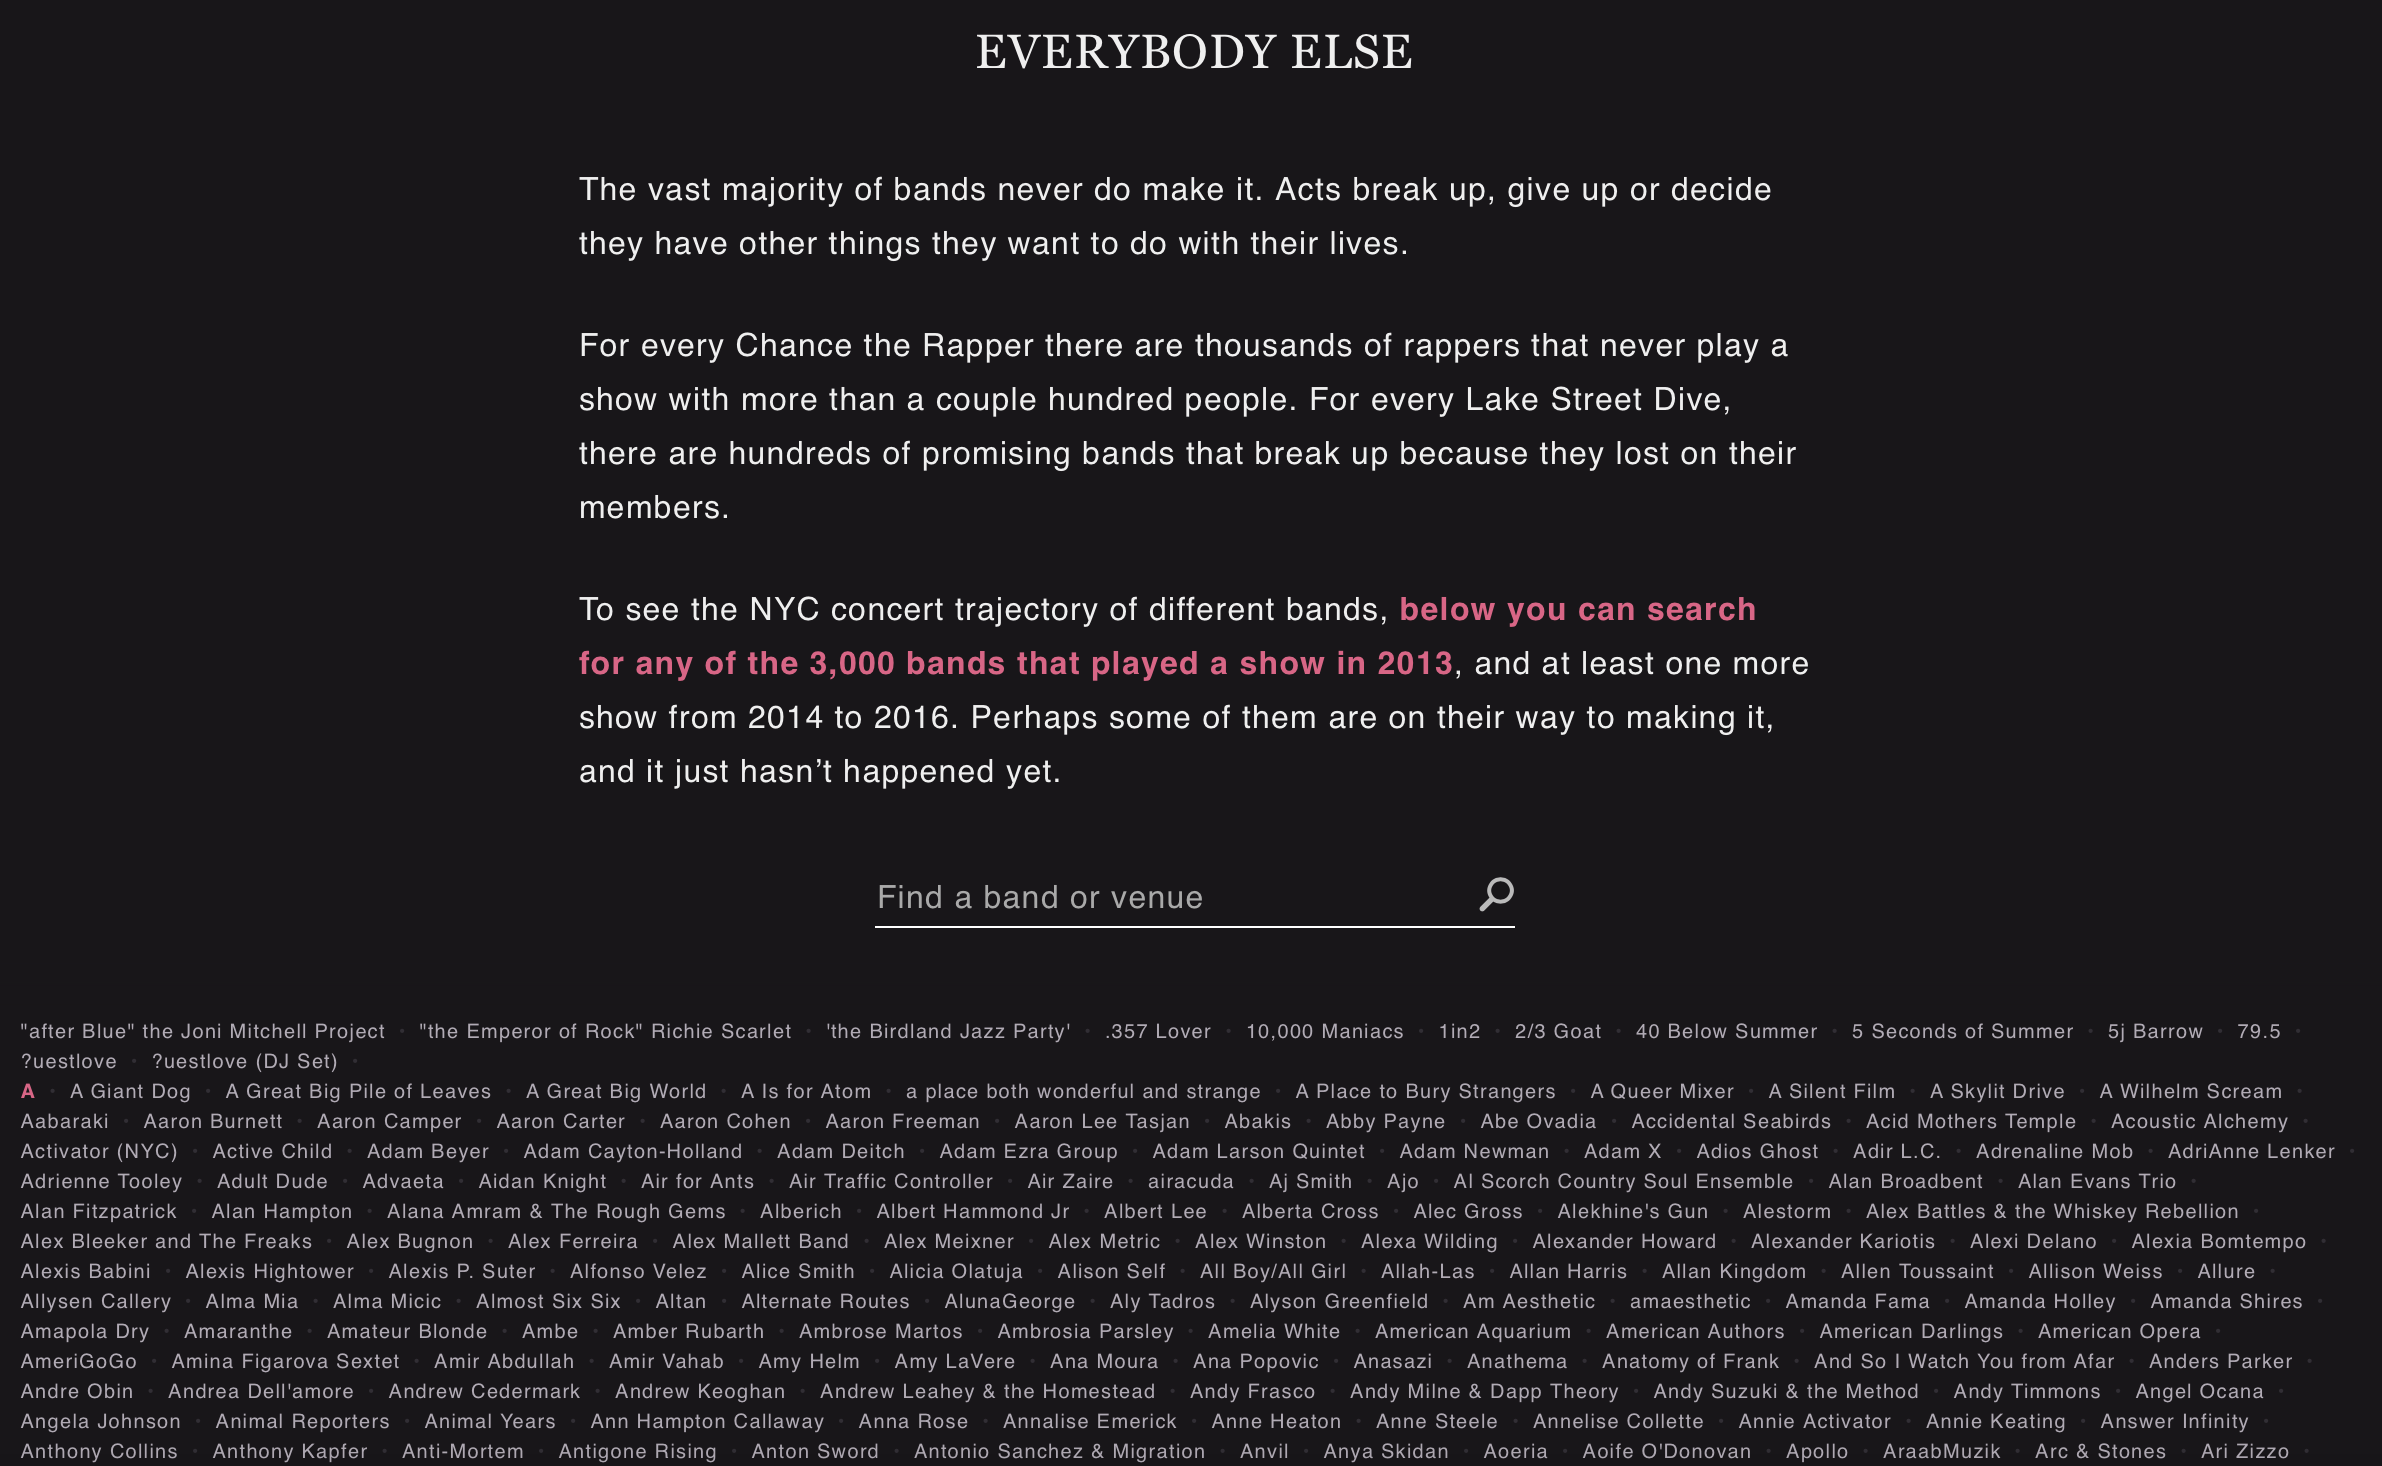 EVERYBODY ELSE
The vast majority of bands never do make it. Acts break up, give up or decide
they have other things they want to do with their lives.
For every Chance the Rapper there are thousands of rappers that never play a
show with more than a couple hundred people. For every Lake Street Dive,
there are hundreds of promising bands that break up because they lost on their
members.
To see the NYC concert trajectory of different bands, below you can search
for any of the 3,000 bands that played a show in 2013, and at least one more
show from 2014 to 2016. Perhaps some of them are on their way to making it,
and it just hasn’t happened yet.
Find a band or venue
"after Blue" the Joni Mitchell Project · "the Emperor of Rock" Richie Scarlet · 'the Birdland Jazz Party' · .357 Lover · 10,000 Maniacs · 1in2 · 2/3 Goat · 40 Below Summer · 5 Seconds of Summer · 5j Barrow · 79.5 ·
?uestlove · ?uestlove (DJ Set) ·
A · A Giant Dog · A Great Big Pile of Leaves · A Great Big World · A Is for Atom · a place both wonderful and strange · A Place to Bury Strangers · A Queer Mixer · A Silent Film · A Skylit Drive · A Wilhelm Scream ·
Aabaraki · Aaron Burnett · Aaron Camper · Aaron Carter · Aaron Cohen · Aaron Freeman · Aaron Lee Tasjan · Abakis · Abby Payne · Abe Ovadia · Accidental Seabirds · Acid Mothers Temple · Acoustic Alchemy ·
Activator (NYC) · Active Child · Adam Beyer · Adam Cayton-Holland · Adam Deitch · Adam Ezra Group · Adam Larson Quintet · Adam Newman · Adam X · Adios Ghost · Adir L.C. · Adrenaline Mob · AdriAnne Lenker ·
Adrienne Tooley · Adult Dude · Advaeta · Aidan Knight · Air for Ants · Air Traffic Controller · Air Zaire · airacuda · Aj Smith · Ajo · Al Scorch Country Soul Ensemble · Alan Broadbent · Alan Evans Trio ·
Alan Fitzpatrick · Alan Hampton · Alana Amram & The Rough Gems · Alberich · Albert Hammond Jr · Albert Lee · Alberta Cross · Alec Gross · Alekhine's Gun · Alestorm · Alex Battles & the Whiskey Rebellion ·
Alex Bleeker and The Freaks · Alex Bugnon · Alex Ferreira · Alex Mallett Band · Alex Meixner · Alex Metric · Alex Winston · Alexa Wilding · Alexander Howard · Alexander Kariotis · Alexi Delano · Alexia Bomtempo ·
Alexis Babini · Alexis Hightower · Alexis P. Suter · Alfonso Velez · Alice Smith · Alicia Olatuja · Alison Self · All Boy/All Girl · Allah-Las · Allan Harris · Allan Kingdom · Allen Toussaint · Allison Weiss · Allure ·
Allysen Callery · Alma Mia · Alma Micic · Almost Six Six · Altan · Alternate Routes · AlunaGeorge · Aly Tadros · Alyson Greenfield · Am Aesthetic · amaesthetic · Amanda Fama · Amanda Holley · Amanda Shires ·
Amapola Dry · Amaranthe · Amateur Blonde · Ambe · Amber Rubarth · Ambrose Martos · Ambrosia Parsley · Amelia White · American Aquarium · American Authors · American Darlings · American Opera ·
AmeriGoGo · Amina Figarova Sextet · Amir Abdullah · Amir Vahab · Amy Helm · Amy LaVere · Ana Moura · Ana Popovic · Anasazi · Anathema · Anatomy of Frank · And So I Watch You from Afar · Anders Parker ·
Andre Obin · Andrea Dell'amore · Andrew Cedermark · Andrew Keoghan · Andrew Leahey & the Homestead · Andy Frasco · Andy Milne & Dapp Theory · Andy Suzuki & the Method · Andy Timmons · Angel Ocana ·
Angela Johnson · Animal Reporters · Animal Years · Ann Hampton Callaway · Anna Rose · Annalise Emerick · Anne Heaton · Anne Steele · Annelise Collette · Annie Activator · Annie Keating · Answer Infinity ·
Anthony Collins · Anthony Kapfer · Anti-Mortem · Antigone Rising · Anton Sword · Antonio Sanchez & Migration · Anvil · Anya Skidan · Aoeria · Aoife O'Donovan · Apollo · AraabMuzik · Arc & Stones · Ari Zizzo ·